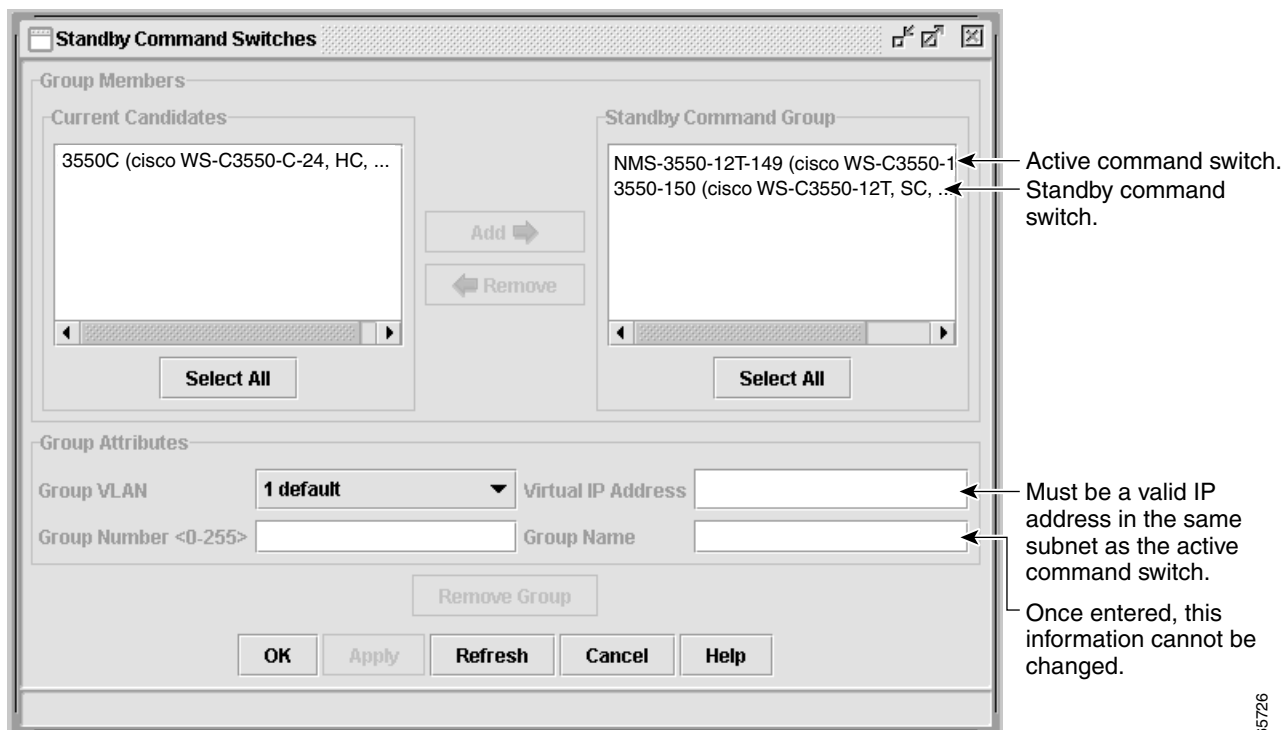 Standby Command Switches
Group Members
Current Candidates
3550C (cisco WS-C3550-C-24, HC, ...
Select All
Add
Remove
Standby Command Group
NMS-3550-12T-149 (cisco WS-C3550-1
3550-150 (cisco WS-C3550-12T, SC, ...
Select All
Active command switch.
Standby command
switch.
Group Attributes
Group VLAN
1 default
Virtual IP Address
Group Number <0-255>
Group Name
Must be a valid IP
address in the same
subnet as the active
command switch.
Once entered, this
information cannot be
changed.
Remove Group
OK
Apply
Refresh
Cancel
Help